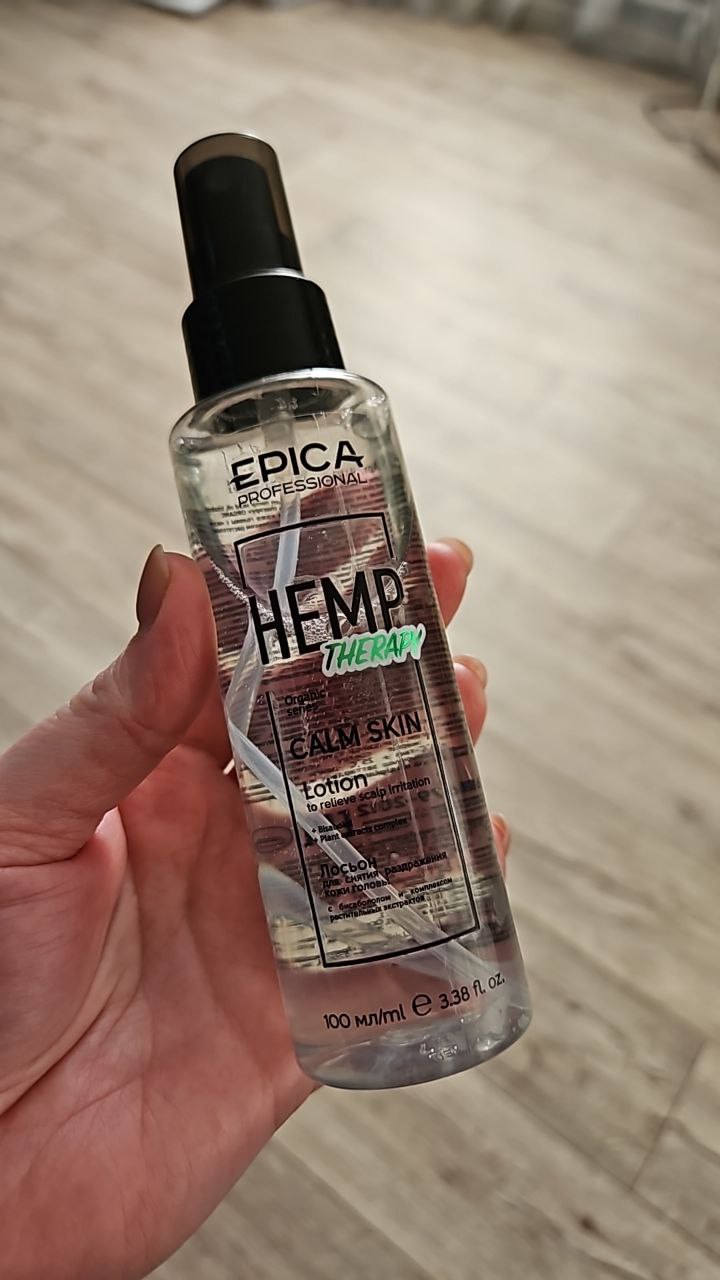 EPICA
PROFESSIONAL
HEMP
THERAPY
Organic
series
CALM SKIN
Lotion
to relieve scalp irritation
+ Bisabolol
+ Plant extracts complex
Лосьон
для снятия раздражения
кожи головы
с бисабололом и комплексом
растительных экстрактов
100 мл/ml e 3.38 fl. oz.